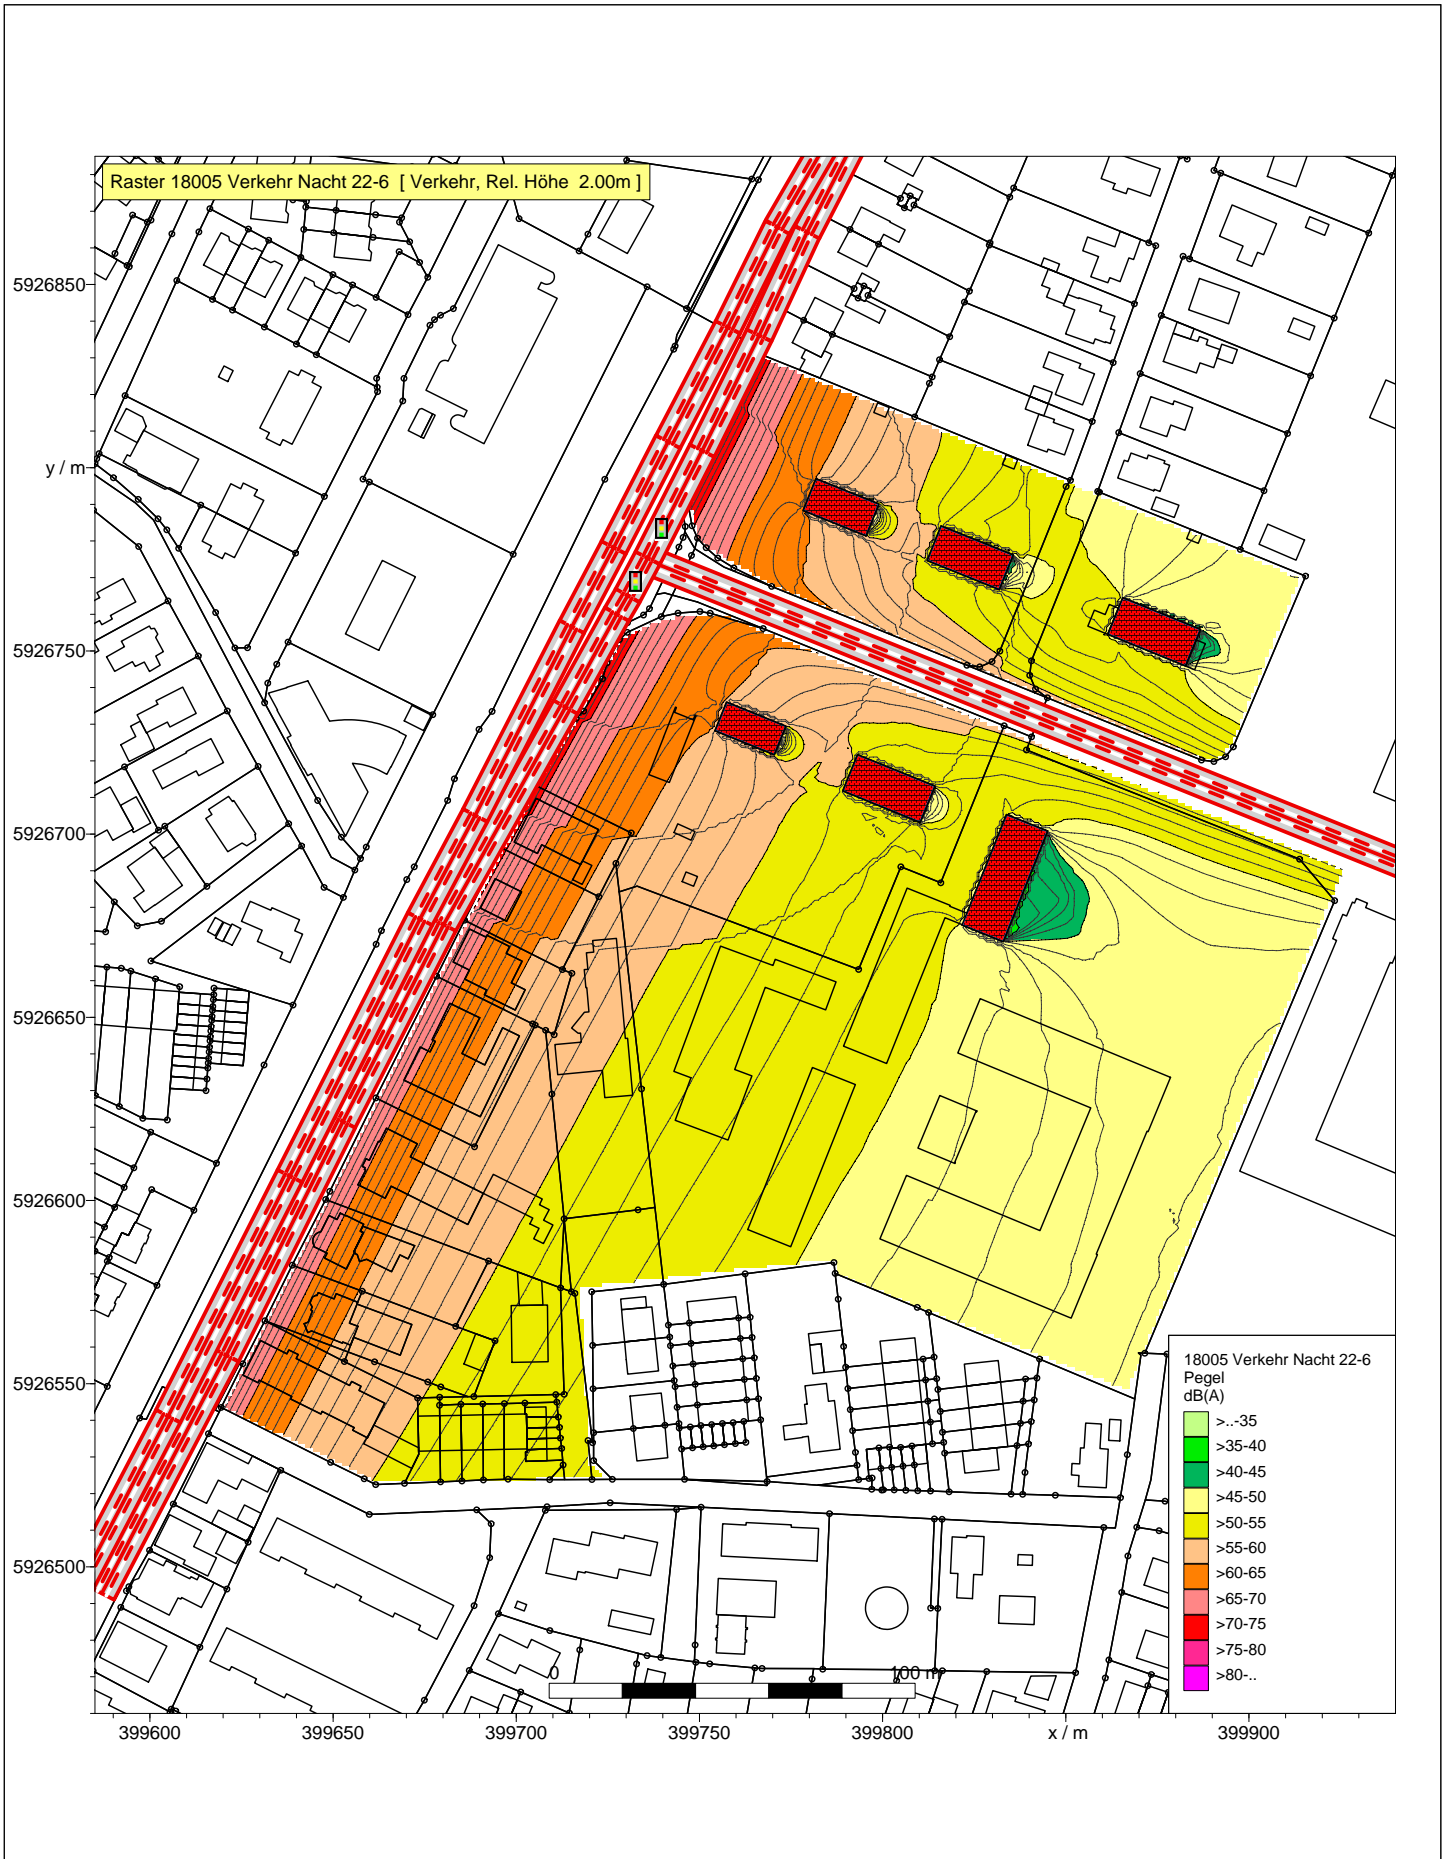 Raster 18005 Verkehr Nacht 22-6 [ Verkehr, Rel. Höhe 2.00m ]
5926850
y / m
5926750
5926700
5926650
5926600
5926550
5926500
18005 Verkehr Nacht 22-6
Pegel
dB(A)
>..-35
>35-40
>40-45
>45-50
>50-55
>55-60
>60-65
>65-70
>70-75
>75-80
>80-..
0 100 m
399600 399650 399700 399750 399800 x / m 399900